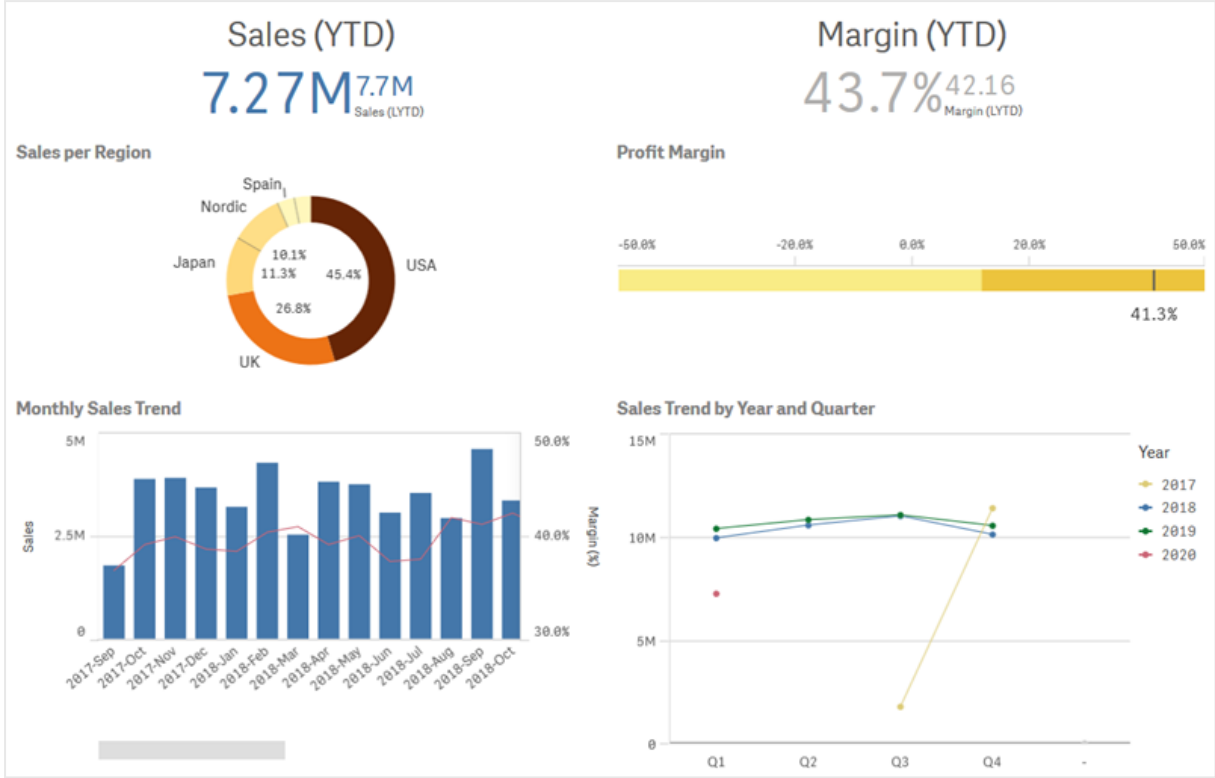 Sales (YTD)
7.27M 7.7M
Sales (LYTD)
Margin (YTD)
43.7% 42.16
Margin (LYTD)
Sales per Region
Spain
Nordic
Japan
USA
UK
10.1%
11.3%
45.4%
26.8%
Profit Margin
-50.0% -20.0% 0.0% 20.0% 50.0%
41.3%
Monthly Sales Trend
5M
2.5M
0
Sales
50.0%
40.0%
30.0%
Margin (%)
2017-Sep 2017-Oct 2017-Nov 2017-Dec 2018-Jan 2018-Feb 2018-Mar 2018-Apr 2018-May 2018-Jun 2018-Jul 2018-Aug 2018-Sep 2018-Oct
Sales Trend by Year and Quarter
15M
10M
5M
0
Q1 Q2 Q3 Q4 -
Year
2017
2018
2019
2020